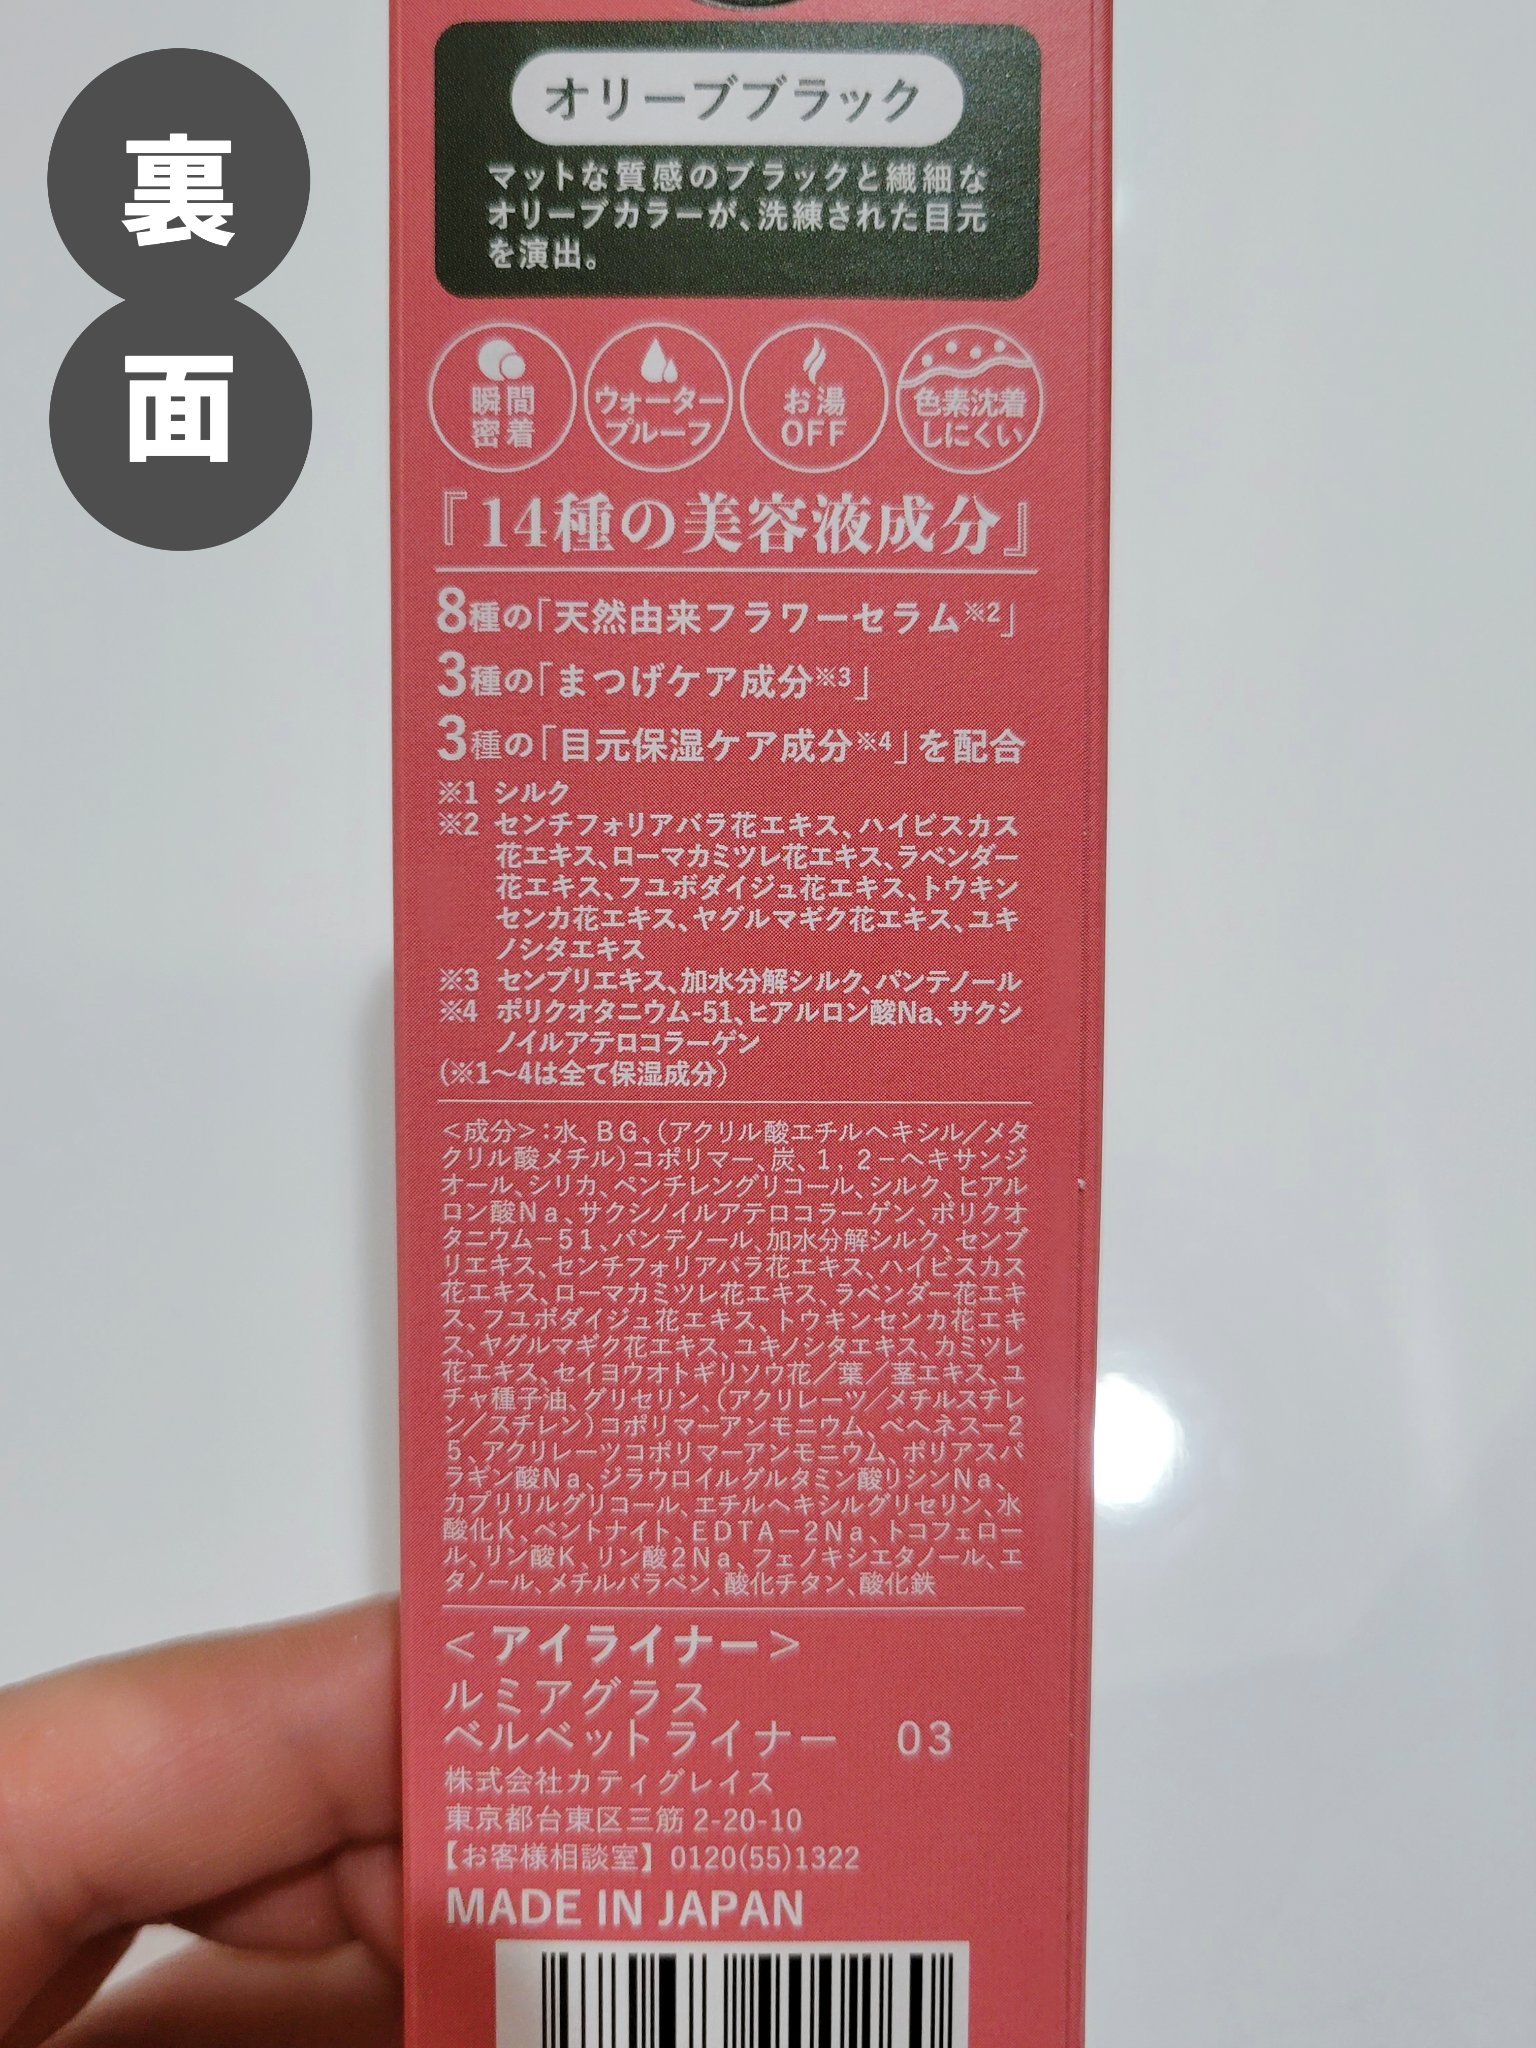 裏
面
オリーブブラック
マットな質感のブラックと繊細な
オリーブカラーが、洗練された目元
を演出。
瞬間
密着
ウォーター
プルーフ
お湯
OFF
色素沈着
しにくい
『14種の美容液成分』
8種の「天然由来フラワーセラム※2」
3種の「まつげケア成分※3」
3種の「目元保湿ケア成分※4」を配合
※1 シルク
※2 センチフォリアバラ花エキス、ハイビスカス
花エキス、ローマカミツレ花エキス、ラベンダー
花エキス、フユボダイジュ花エキス、トウキン
センカ花エキス、ヤグルマギク花エキス、ユキ
ノシタエキス
※3 センブリエキス、加水分解シルク、パンテノール
※4 ポリクオタニウム-51、ヒアルロン酸Na、サクシ
ノイルアテロコラーゲン
(※1〜4は全て保湿成分)
<成分>:水、BG、(アクリル酸エチルヘキシル/メタ
クリル酸メチル)コポリマー、炭、1,2-ヘキサンジ
オール、シリカ、ペンチレングリコール、シルク、ヒアル
ロン酸Na、サクシノイルアテロコラーゲン、ポリクオ
タニウム-51、パンテノール、加水分解シルク、センブ
リエキス、センチフォリアバラ花エキス、ハイビスカス
花エキス、ローマカミツレ花エキス、ラベンダー花エキ
ス、フユボダイジュ花エキス、トウキンセンカ花エキ
ス、ヤグルマギク花エキス、ユキノシタエキス、カミツレ
花エキス、セイヨウオトギリソウ花/葉/茎エキス、ユ
チャ種子油、グリセリン、(アクリレーツ/メチルスチレ
ン/スチレン)コポリマーアンモニウム、ベヘネス-2
5、アクリレーツコポリマーアンモニウム、ポリアスパ
ラギン酸Na、ジラウロイルグルタミン酸リシンNa、
カプリリルグリコール、エチルヘキシルグリセリン、水
酸化K、ベントナイト、EDTA-2Na、トコフェロー
ル、リン酸K、リン酸2Na、フェノキシエタノール、エ
タノール、メチルパラベン、酸化チタン、酸化鉄
<アイライナー>
ルミアグラス
ベルベットライナー 03
株式会社カティグレイス
東京都台東区三筋 2-20-10
【お客様相談室】0120(55)1322
MADE IN JAPAN